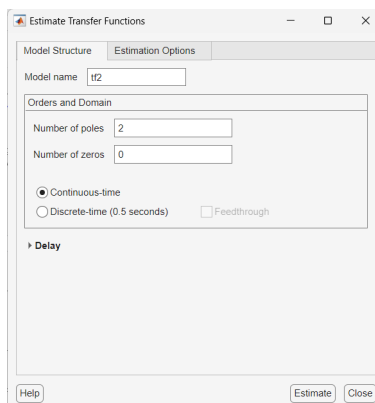 Estimate Transfer Functions
Model Structure Estimation Options
Model name tf2
Orders and Domain
Number of poles 2
Number of zeros 0
Continuous-time
Discrete-time (0.5 seconds) Feedthrough
Delay
Help Estimate Close